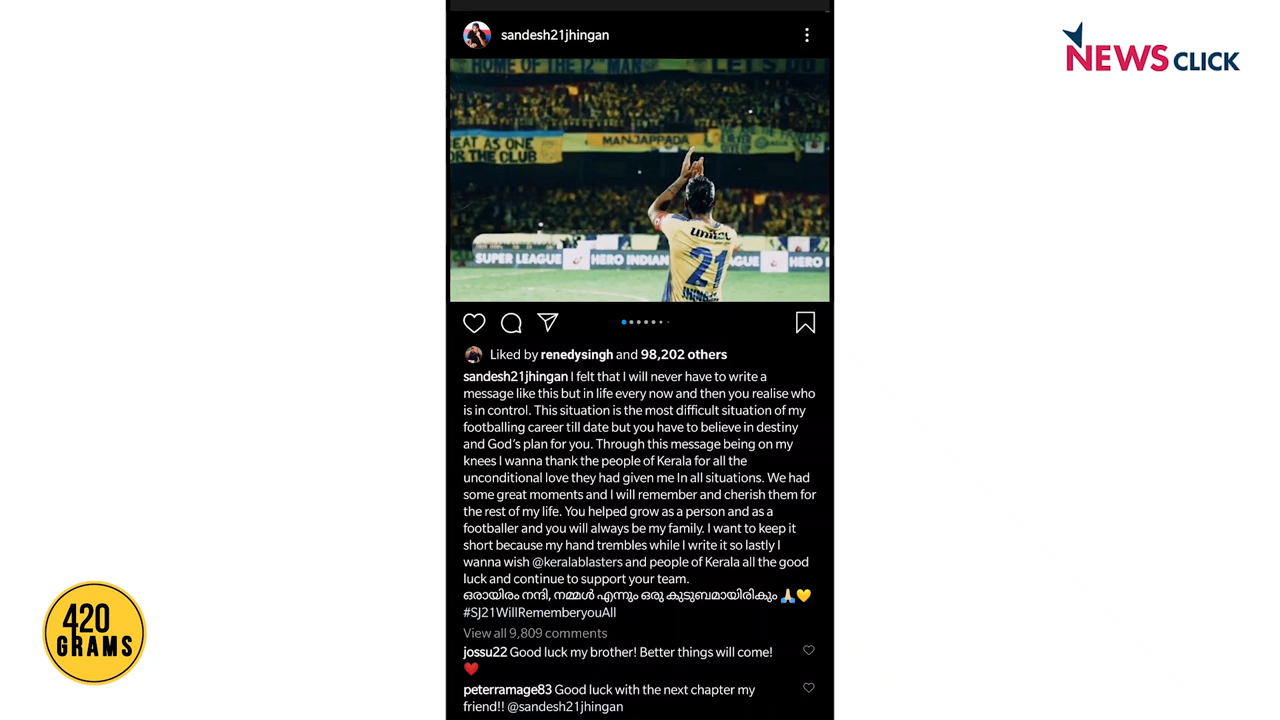 sandesh21jhingan
NEWSCLICK
HOME OF THE 12TH MAN
LET'S GO
EAT AS ONE
OR THE CLUB
MANJAPPADA
unitel
SUPER LEAGUE
HERO INDIAN
AGUE
HERO I
21
Liked by renedysingh and 98,202 others
sandesh21jhingan I felt that I will never have to write a
message like this but in life every now and then you realise who
is in control. This situation is the most difficult situation of my
footballing career till date but you have to believe in destiny
and God's plan for you. Through this message being on my
knees I wanna thank the people of Kerala for all the
unconditional love they had given me In all situations. We had
some great moments and I will remember and cherish them for
the rest of my life. You helped grow as a person and as a
footballer and you will always be my family. I want to keep it
short because my hand trembles while I write it so lastly I
wanna wish @keralablasters and people of Kerala all the good
luck and continue to support your team.
ഒരായിരം നന്ദി, നമ്മൾ എന്നും ഒരു കുടുബമായിരികും 🙏🏻💛
#SJ21WillRememberyouAll
View all 9,809 comments
jossu22 Good luck my brother! Better things will come!
❤️
peterramage83 Good luck with the next chapter my
friend!! @sandesh21jhingan
420
GRAMS